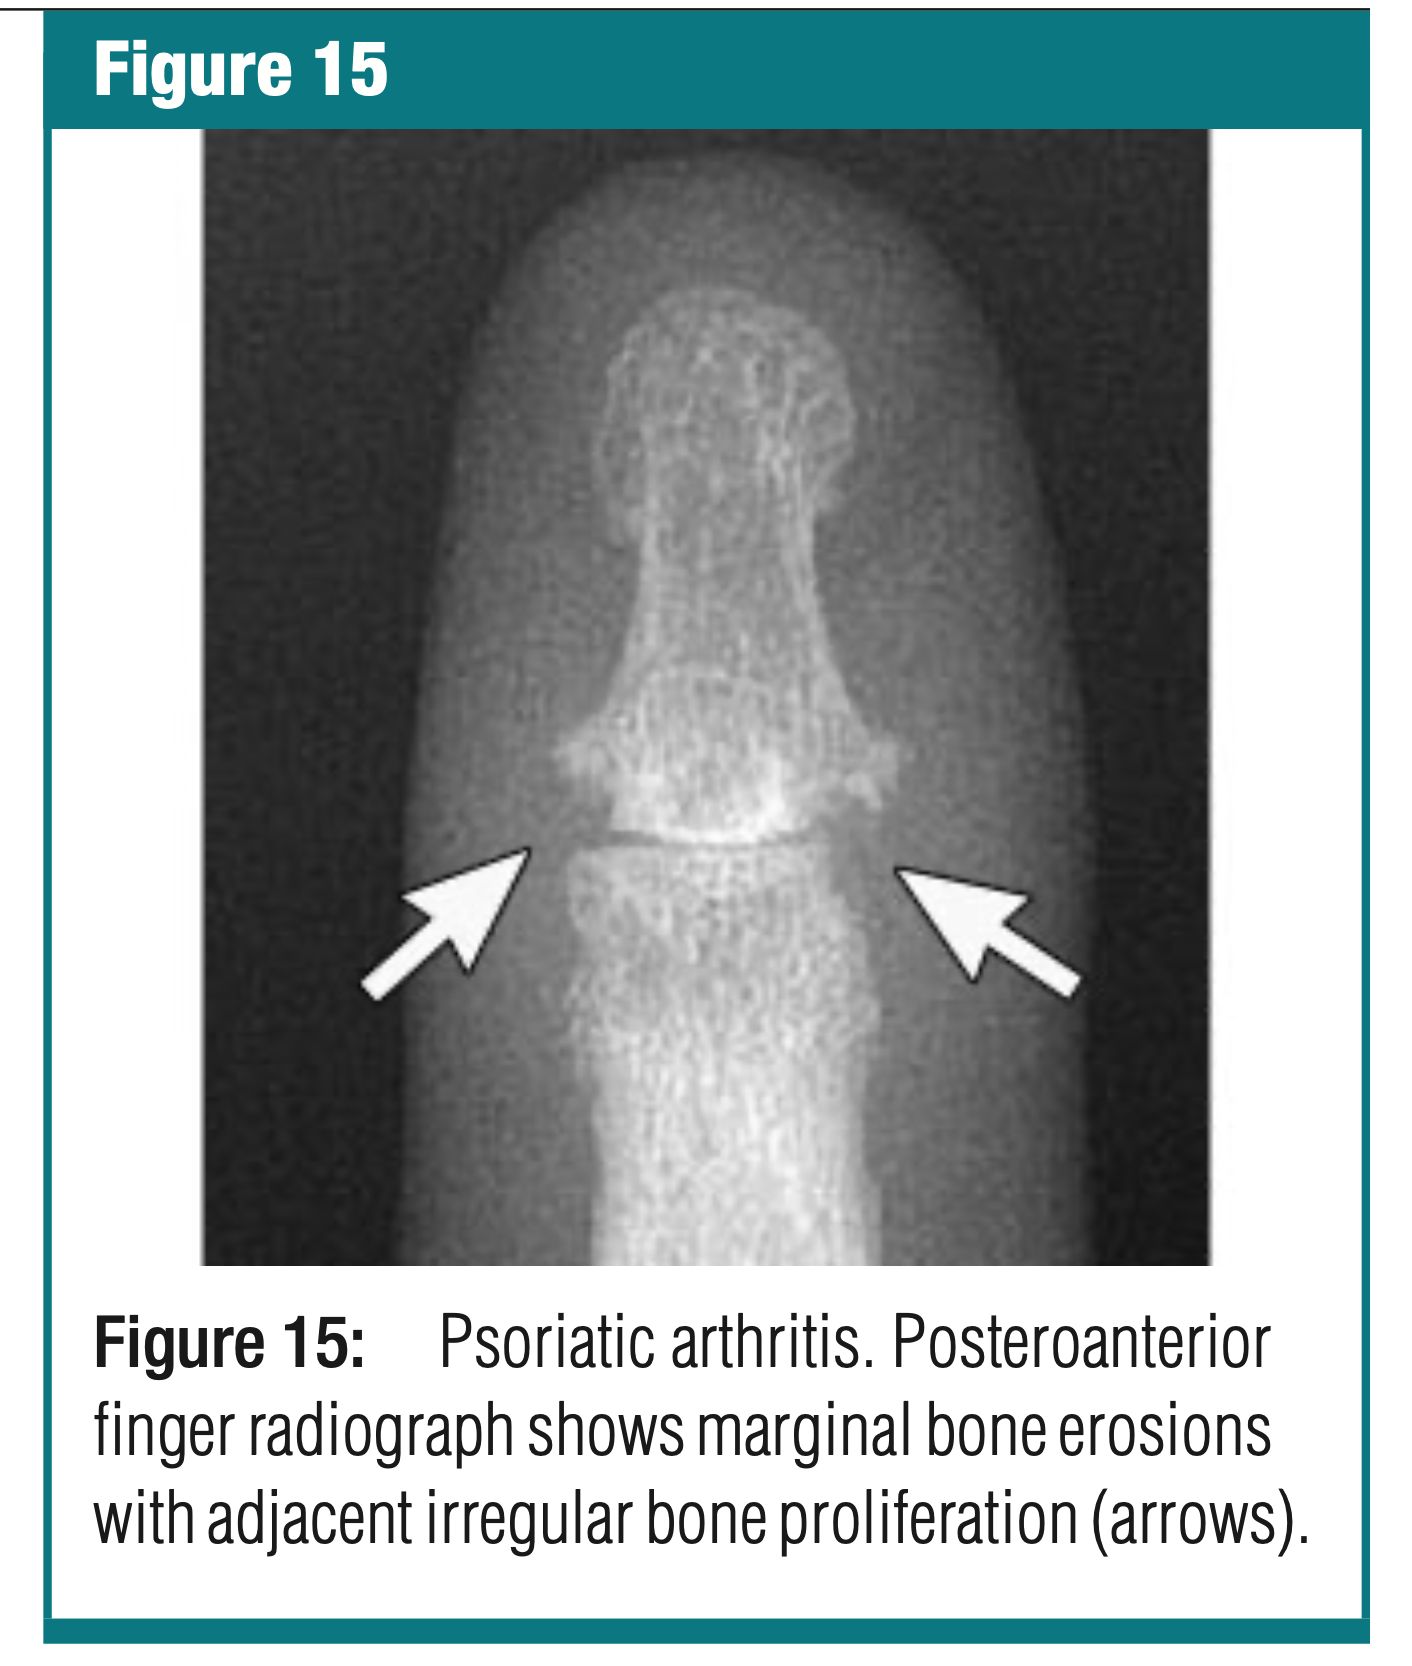 Figure 15
Figure 15: Psoriatic arthritis. Posteroanterior
finger radiograph shows marginal bone erosions
with adjacent irregular bone proliferation (arrows).